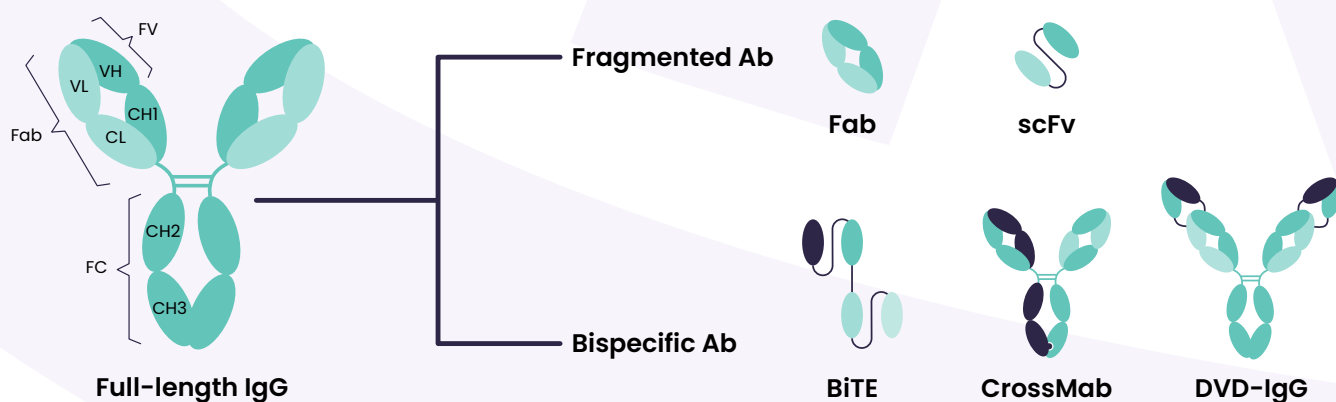 FV
VH
VL
CH1
CL
Fab
CH2
FC
CH3
Full-length IgG
Fragmented Ab
Fab
scFv
Bispecific Ab
BiTE
CrossMab
DVD-IgG